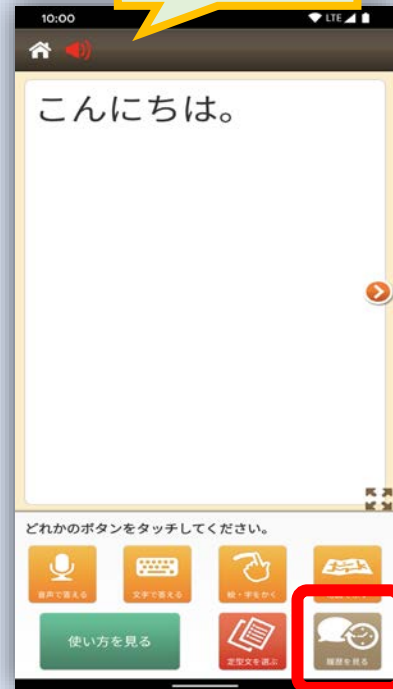 10:00
LTE
こんにちは。
どれかのボタンをタッチしてください。
音声で答える
文字で答える
絵・字をかく
使い方を見る
定型文を選ぶ
履歴を見る